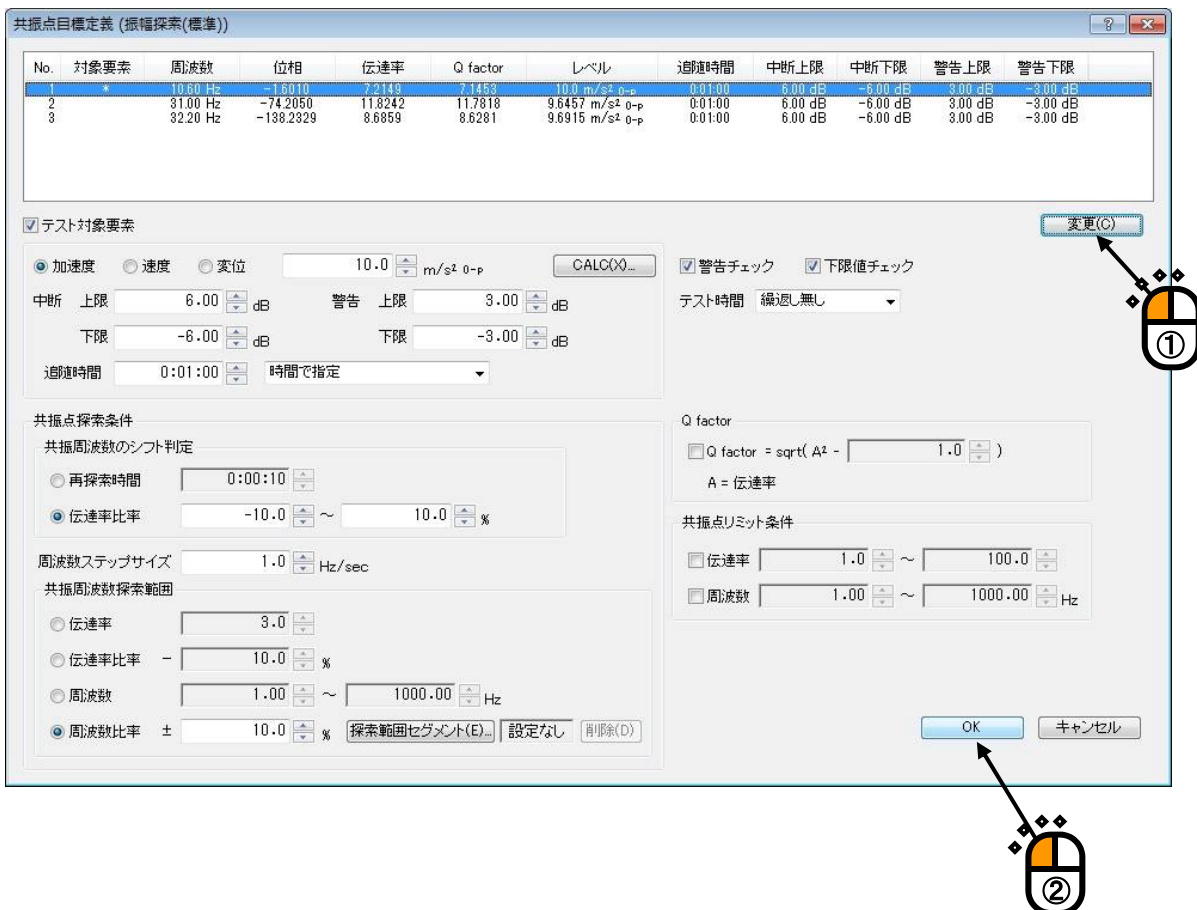 共振点目標定義 (振幅探索(標準))
No. 対象要素 周波数 位相 伝達率 Q factor レベル 追随時間 中断上限 中断下限 警告上限 警告下限
1 * 10.60 Hz -1.6010 7.2149 7.1453 10.0 m/s² 0-p 0:01:00 6.00 dB -6.00 dB 3.00 dB -3.00 dB
2 31.00 Hz -74.2050 11.8242 11.7818 9.6457 m/s² 0-p 0:01:00 6.00 dB -6.00 dB 3.00 dB -3.00 dB
3 32.20 Hz -138.2329 8.6859 8.6281 9.6915 m/s² 0-p 0:01:00 6.00 dB -6.00 dB 3.00 dB -3.00 dB
テスト対象要素 変更(C)
加速度 速度 変位 10.0 m/s² 0-p CALC(X)... 警告チェック 下限値チェック
中断 上限 6.00 dB 警告 上限 3.00 dB テスト時間 繰返し無し
下限 -6.00 dB 下限 -3.00 dB
①
追随時間 0:01:00 時間で指定
共振点探索条件 Q factor
共振周波数のシフト判定
Q factor = sqrt( A² - 1.0 )
再探索時間 0:00:10
A = 伝達率
伝達率比率 -10.0 ～ 10.0 %
共振点リミット条件
周波数ステップサイズ 1.0 Hz/sec 伝達率 1.0 ～ 100.0
共振周波数探索範囲
周波数 1.00 ～ 1000.00 Hz
伝達率 3.0
伝達率比率 - 10.0 %
周波数 1.00 ～ 1000.00 Hz
周波数比率 ± 10.0 % 探索範囲セグメント(E)... 設定なし 削除(D) OK キャンセル
②